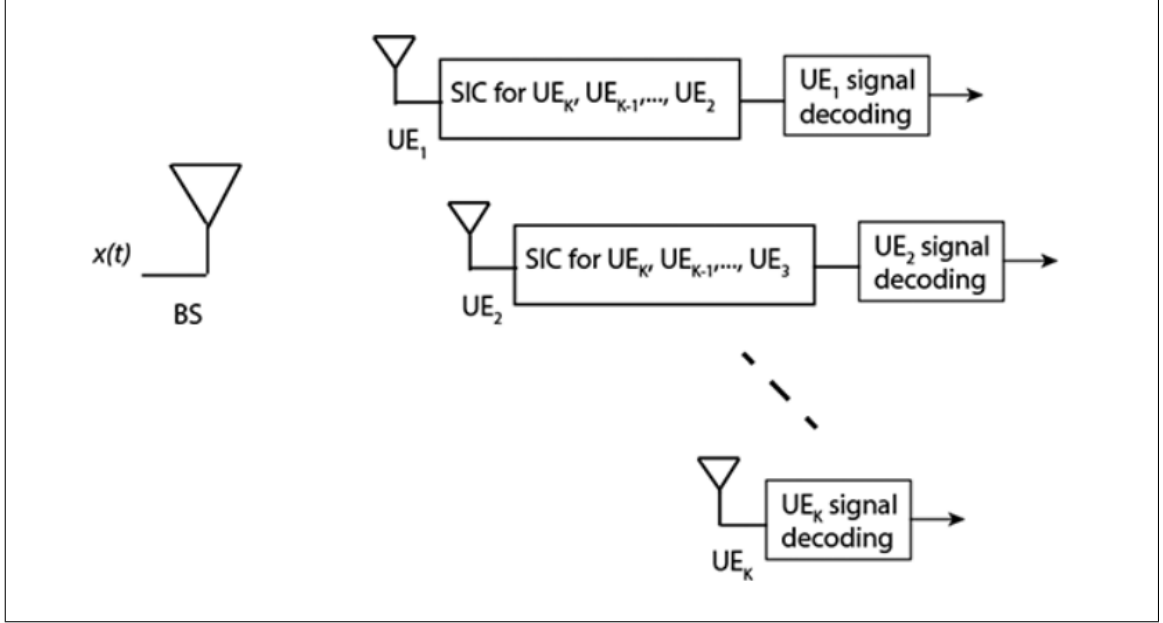 SIC for UE_K, UE_K-1,..., UE_2
UE_1 signal
decoding
UE_1
x(t)
BS
SIC for UE_K, UE_K-1,..., UE_3
UE_2 signal
decoding
UE_2
UE_K signal
decoding
UE_K